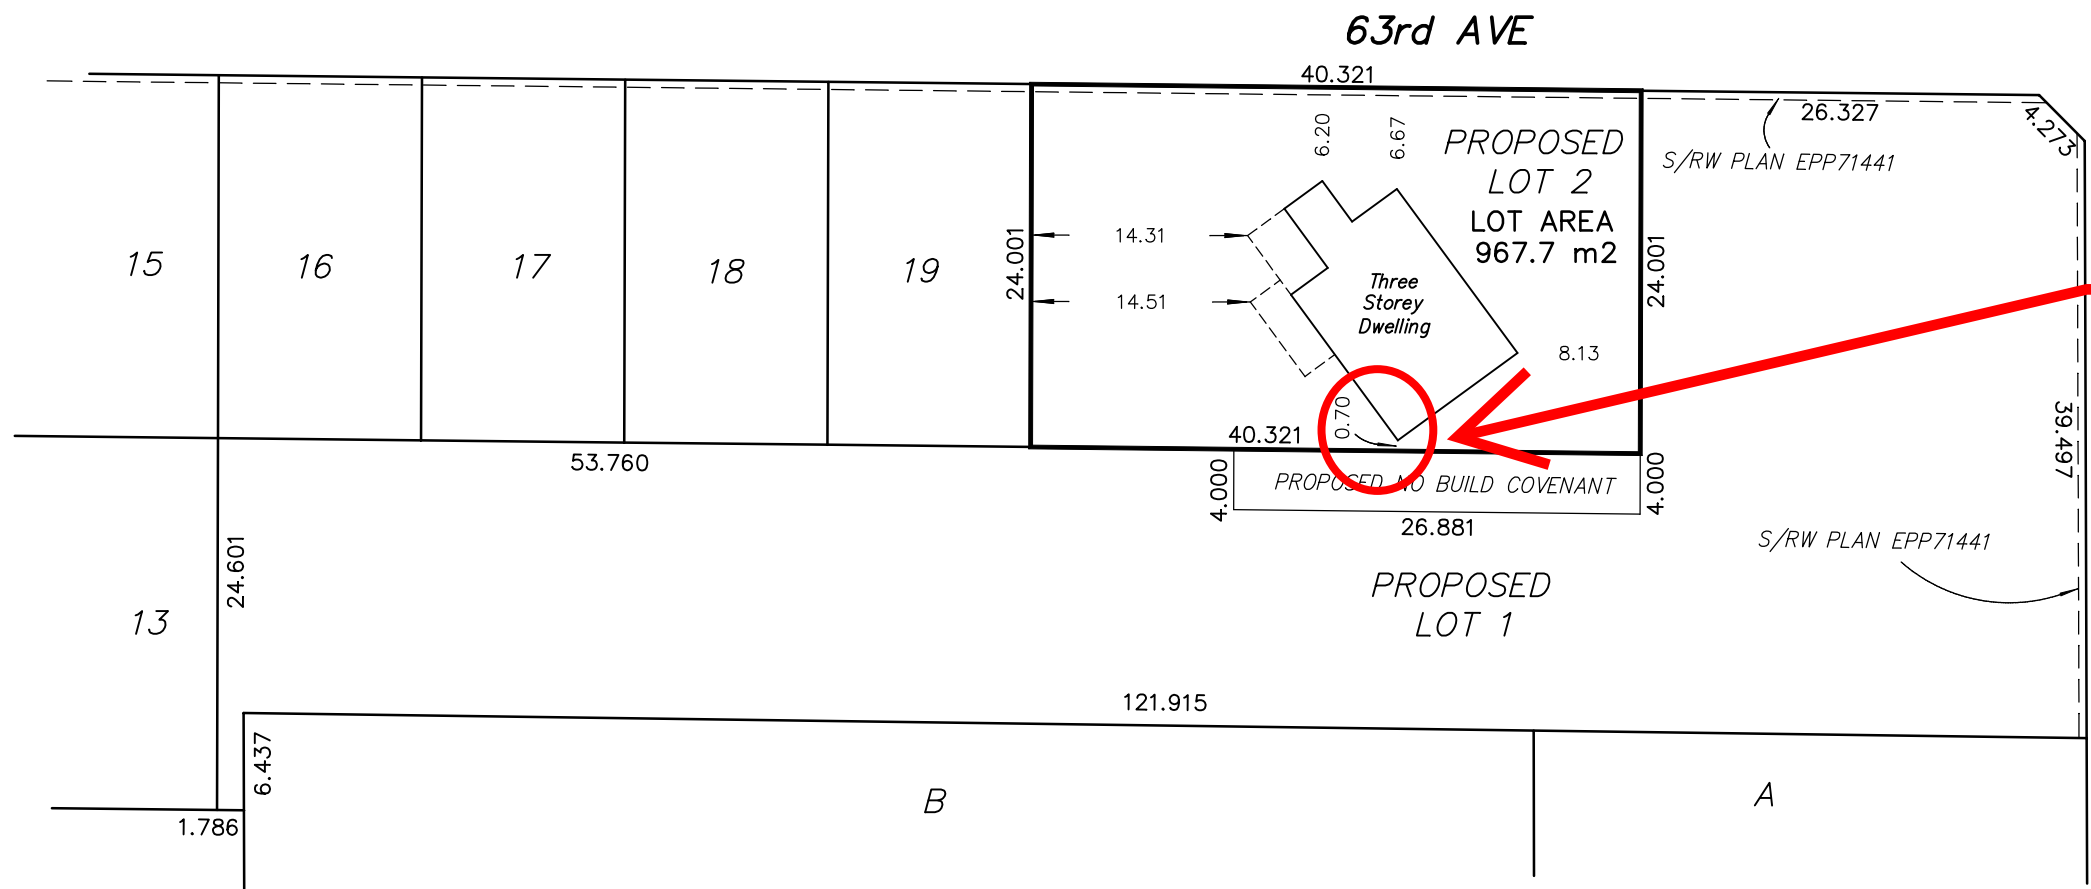 63rd AVE
40.321
26.327
4.273
S/RW PLAN EPP71441
6.20
6.67
PROPOSED
LOT 2
LOT AREA
967.7 m2
15
16
17
18
19
24.001
14.31
14.51
Three
Storey
Dwelling
24.001
8.13
0.70
40.321
53.760
4.000
PROPOSED NO BUILD COVENANT
4.000
26.881
39.497
S/RW PLAN EPP71441
PROPOSED
LOT 1
13
24.601
121.915
6.437
1.786
B
A